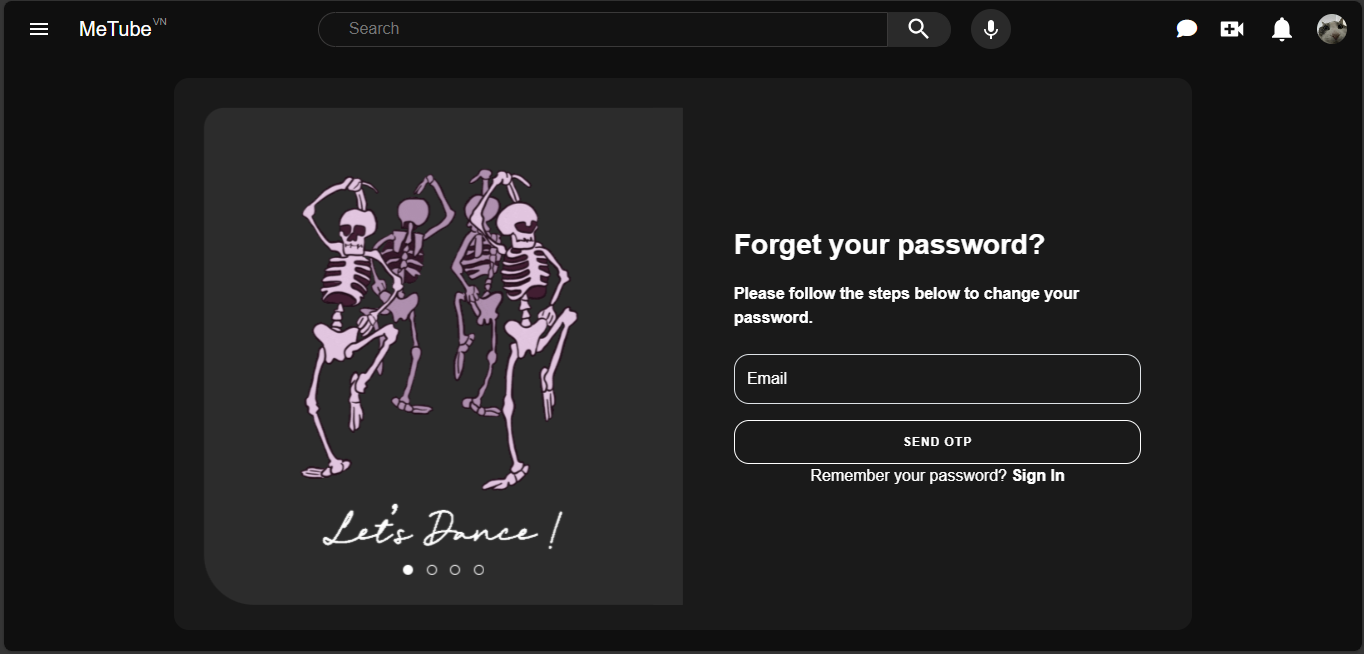 MeTube VN
Search
Forget your password?
Please follow the steps below to change your
password.
Email
SEND OTP
Remember your password? Sign In
Let's Dance !